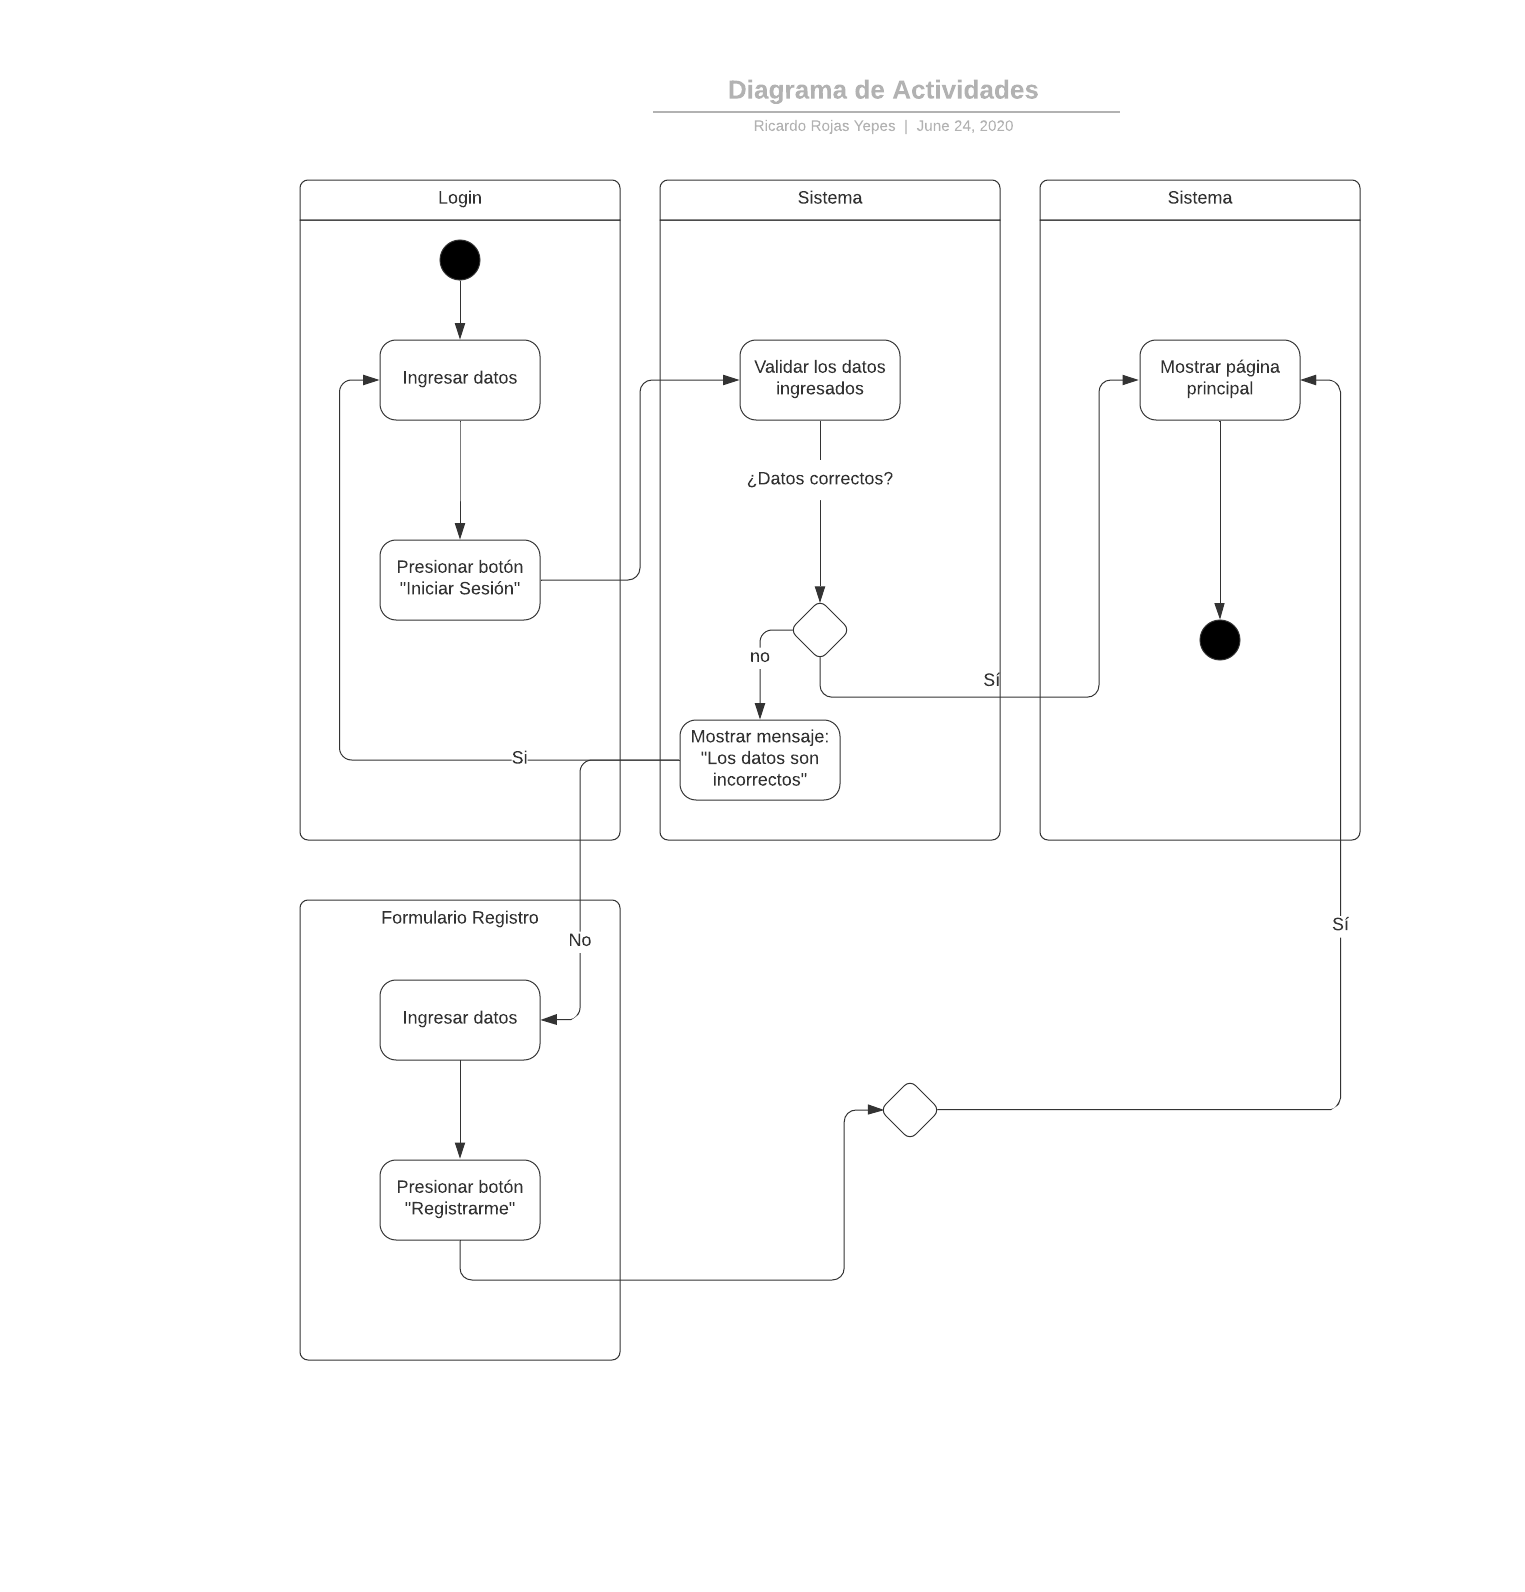 Diagrama de Actividades
Ricardo Rojas Yepes | June 24, 2020
Login
Sistema
Sistema
Ingresar datos
Validar los datos
ingresados
Mostrar página
principal
¿Datos correctos?
Presionar botón
"Iniciar Sesión"
no
Sí
Mostrar mensaje:
"Los datos son
incorrectos"
Si
Formulario Registro
No
Sí
Ingresar datos
Presionar botón
"Registrarme"